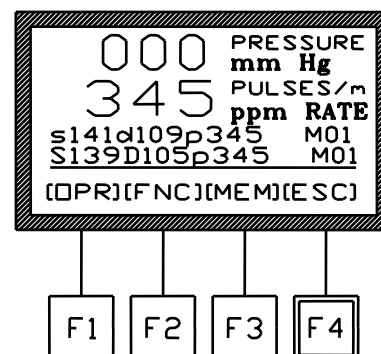 000 PRESSURE
mm Hg
345 PULSES/m
ppm RATE
s141d109p345 M01
S139D105p345 M01
[OPR][FNC][MEM][ESC]
F1 F2 F3 F4